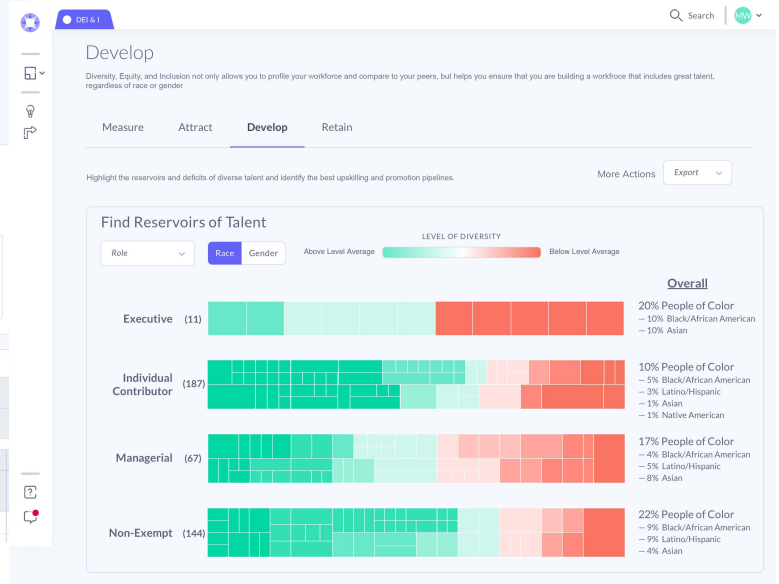 DEI & I
Search
MW
Develop
Diversity, Equity, and Inclusion not only allows you to profile your workforce and compare to your peers, but helps you ensure that you are building a workfroce that includes great talent,
regardless of race or gender
Measure
Attract
Develop
Retain
Highlight the reservoirs and deficits of diverse talent and identify the best upskilling and promotion pipelines.
More Actions
Export
Find Reservoirs of Talent
LEVEL OF DIVERSITY
Role
Race
Gender
Above Level Average
Below Level Average
Overall
Executive (11)
20% People of Color
— 10% Black/African American
— 10% Asian
Individual
Contributor
(187)
10% People of Color
— 5% Black/African American
— 3% Latino/Hispanic
— 1% Asian
— 1% Native American
Managerial (67)
17% People of Color
— 4% Black/African American
— 5% Latino/Hispanic
— 8% Asian
Non-Exempt (144)
22% People of Color
— 9% Black/African American
— 9% Latino/Hispanic
— 4% Asian